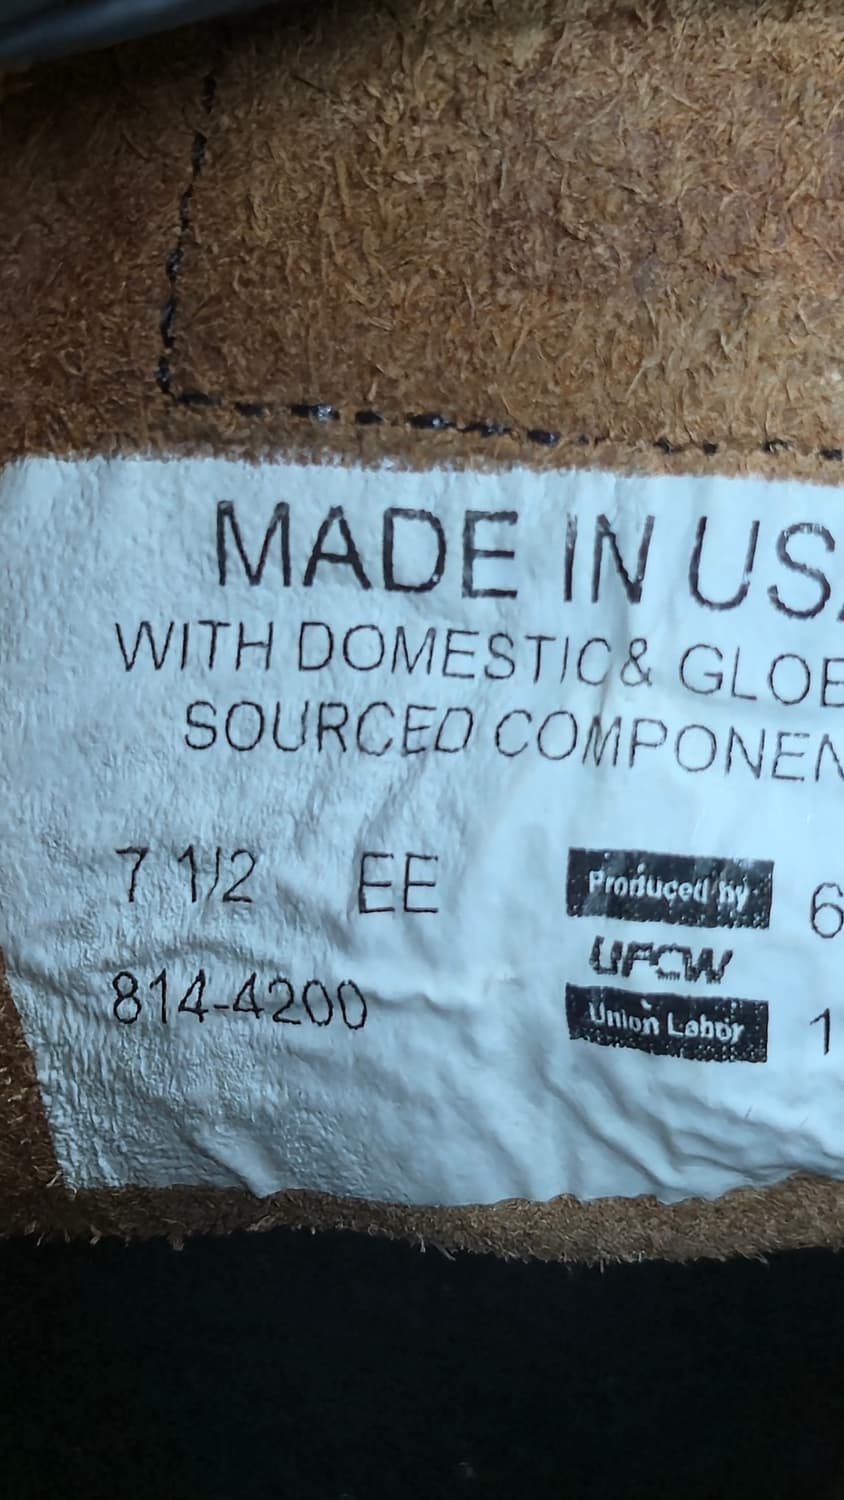 MADE IN USA
WITH DOMESTIC & GLOB
SOURCED COMPONEN
7 1/2 EE
Produced by
6
UFCW
814-4200
Union Labor
1